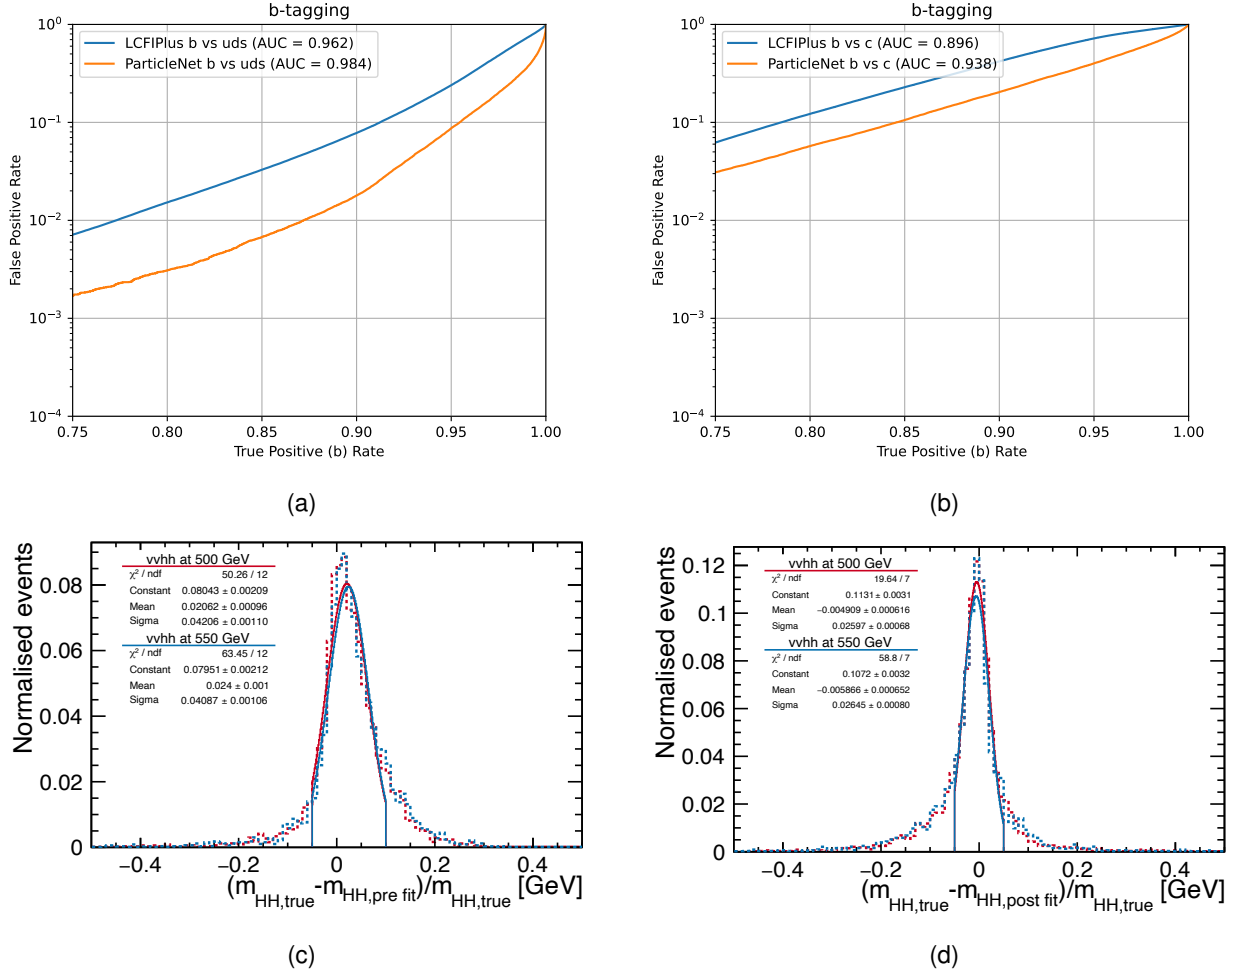 b-tagging
LCFIPlus b vs uds (AUC = 0.962)
ParticleNet b vs uds (AUC = 0.984)
10⁰
10⁻¹
10⁻²
10⁻³
10⁻⁴
False Positive Rate
0.75 0.80 0.85 0.90 0.95 1.00
True Positive (b) Rate
(a)
b-tagging
LCFIPlus b vs c (AUC = 0.896)
ParticleNet b vs c (AUC = 0.938)
10⁰
10⁻¹
10⁻²
10⁻³
10⁻⁴
False Positive Rate
0.75 0.80 0.85 0.90 0.95 1.00
True Positive (b) Rate
(b)
Normalised events
0.08
0.06
0.04
0.02
0
vvhh at 500 GeV
χ² / ndf 50.26 / 12
Constant 0.08043 ± 0.00209
Mean 0.02062 ± 0.00096
Sigma 0.04206 ± 0.00110
vvhh at 550 GeV
χ² / ndf 63.45 / 12
Constant 0.07951 ± 0.00212
Mean 0.024 ± 0.001
Sigma 0.04087 ± 0.00106
−0.4 −0.2 0 0.2 0.4
(m_HH,true -m_HH,pre fit)/m_HH,true [GeV]
(c)
Normalised events
0.12
0.1
0.08
0.06
0.04
0.02
0
vvhh at 500 GeV
χ² / ndf 19.64 / 7
Constant 0.1131 ± 0.0031
Mean −0.004909 ± 0.000616
Sigma 0.02597 ± 0.00068
vvhh at 550 GeV
χ² / ndf 58.8 / 7
Constant 0.1072 ± 0.0032
Mean −0.005866 ± 0.000652
Sigma 0.02645 ± 0.00080
−0.4 −0.2 0 0.2 0.4
(m_HH,true -m_HH,post fit)/m_HH,true [GeV]
(d)